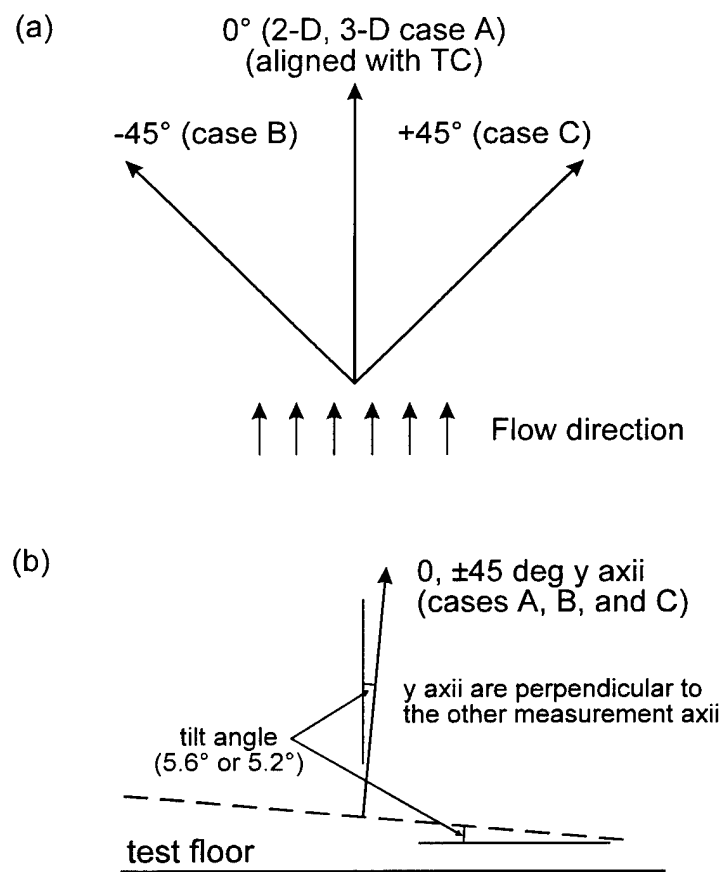 (a)
0° (2-D, 3-D case A)
(aligned with TC)
-45° (case B)
+45° (case C)
Flow direction
(b)
0, ±45 deg y axii
(cases A, B, and C)
y axii are perpendicular to
the other measurement axii
tilt angle
(5.6° or 5.2°)
test floor